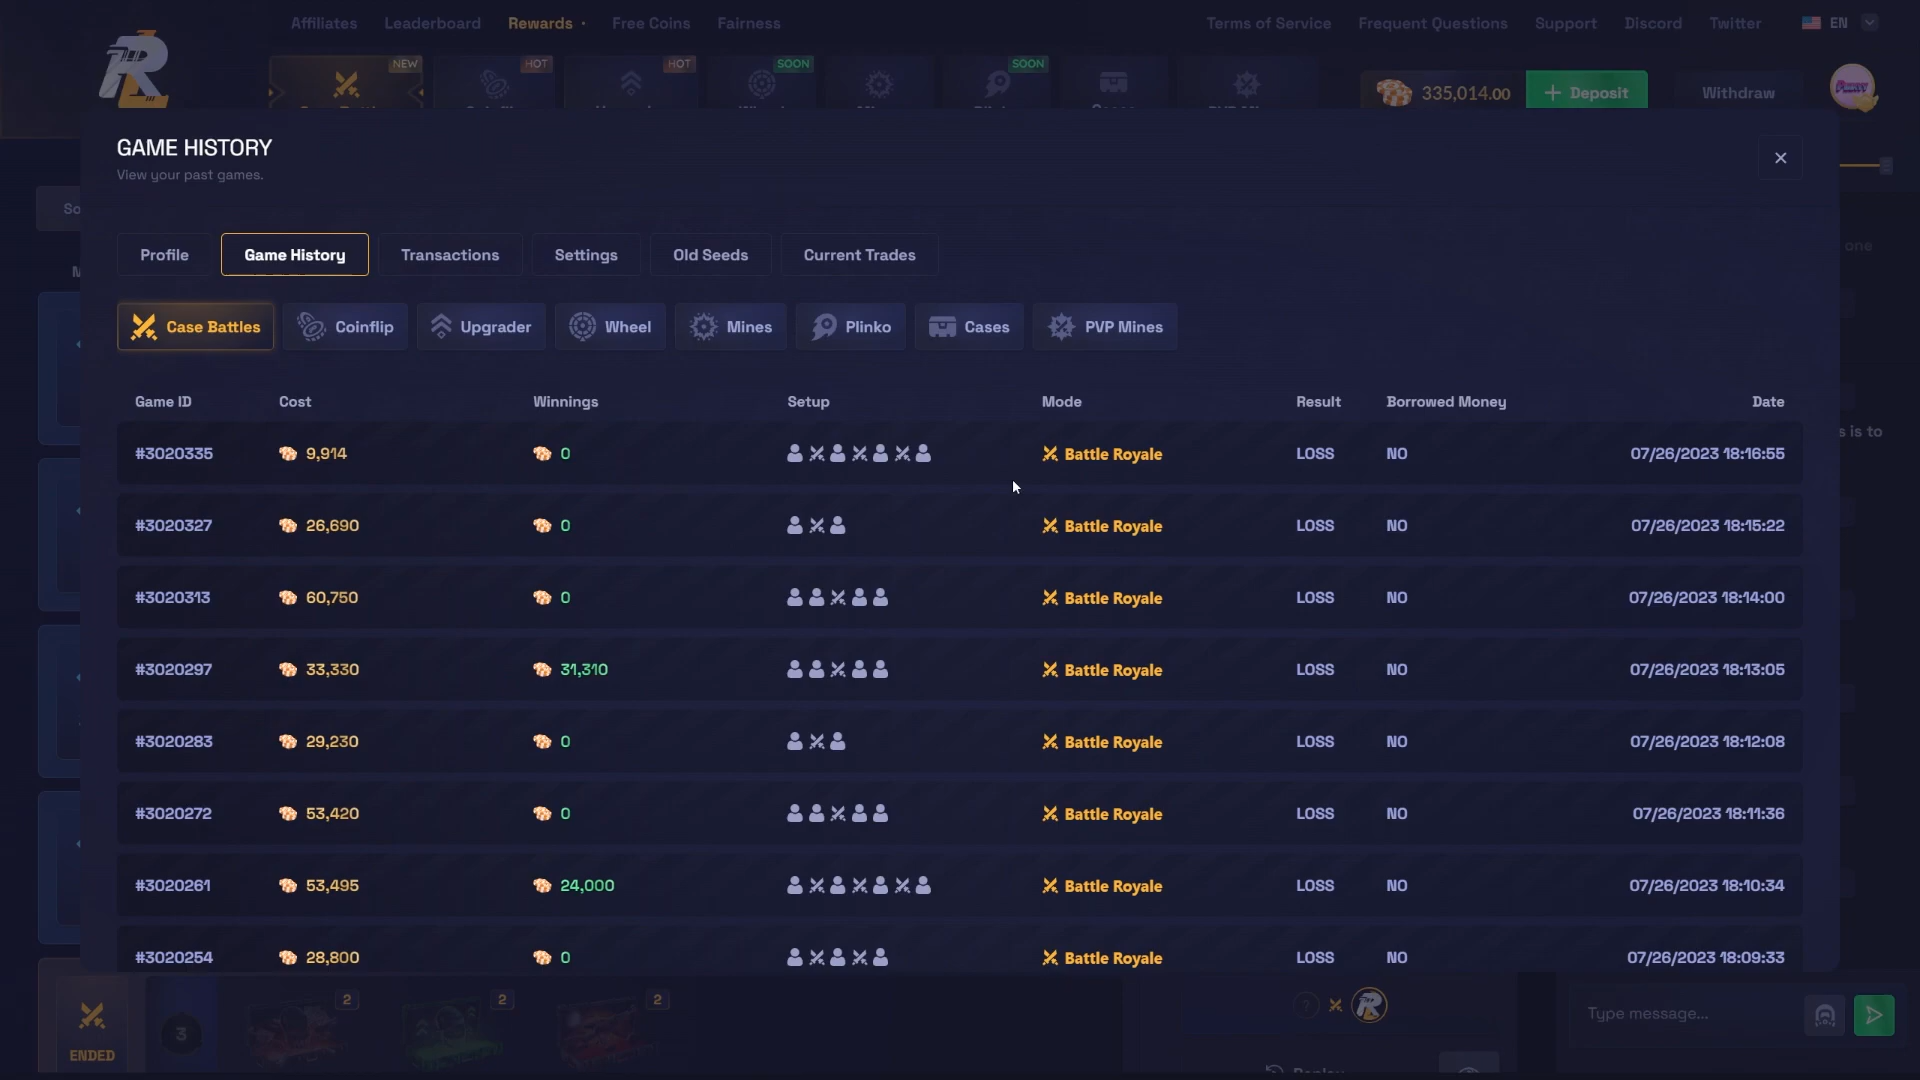 Affiliates Leaderboard Rewards Free Coins Fairness Terms of Service Frequent Questions Support Discord Twitter EN
NEW HOT HOT SOON SOON
335,014.00 + Deposit Withdraw
GAME HISTORY
View your past games.
Profile Game History Transactions Settings Old Seeds Current Trades
one
Case Battles Coinflip Upgrader Wheel Mines Plinko Cases PVP Mines
Game ID Cost Winnings Setup Mode Result Borrowed Money Date
s is to
#3020335 9,914 0 Battle Royale LOSS NO 07/26/2023 18:16:55
#3020327 26,690 0 Battle Royale LOSS NO 07/26/2023 18:15:22
#3020313 60,750 0 Battle Royale LOSS NO 07/26/2023 18:14:00
#3020297 33,330 31,310 Battle Royale LOSS NO 07/26/2023 18:13:05
#3020283 29,230 0 Battle Royale LOSS NO 07/26/2023 18:12:08
#3020272 53,420 0 Battle Royale LOSS NO 07/26/2023 18:11:36
#3020261 53,495 24,000 Battle Royale LOSS NO 07/26/2023 18:10:34
#3020254 28,800 0 Battle Royale LOSS NO 07/26/2023 18:09:33
2 2 2
3 ? Type message...
ENDED